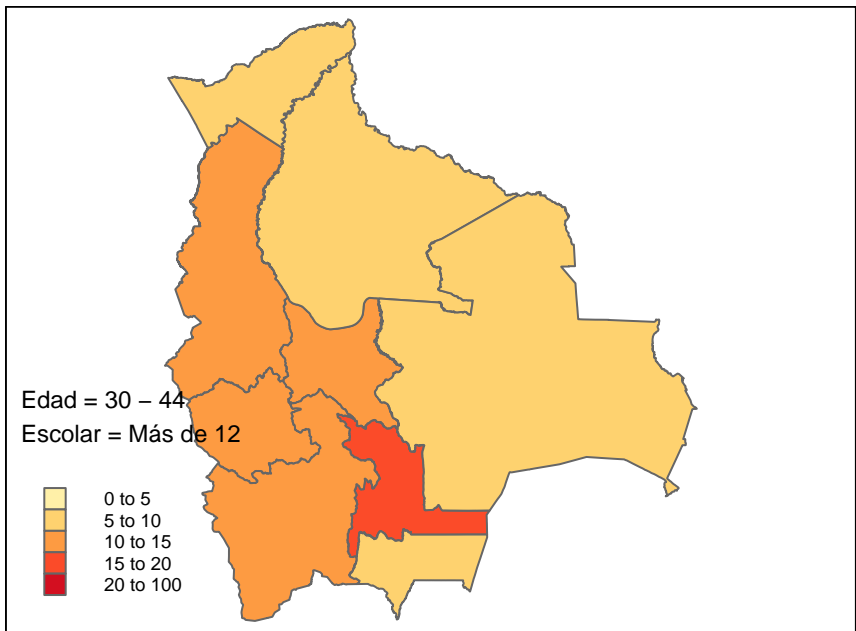 Edad = 30 – 44
Escolar = Más de 12
0 to 5
5 to 10
10 to 15
15 to 20
20 to 100